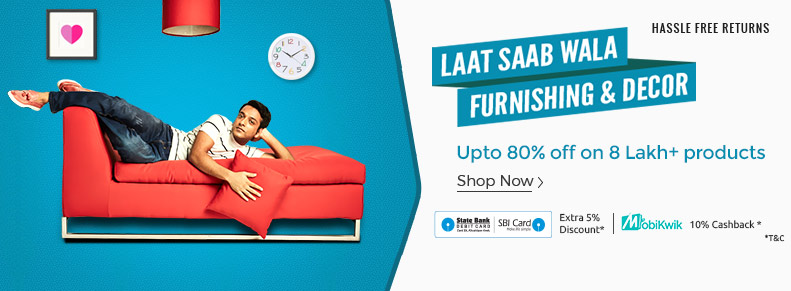 HASSLE FREE RETURNS
LAAT SAAB WALA
FURNISHING & DECOR
Upto 80% off on 8 Lakh+ products
Shop Now >
State Bank
DEBIT CARD
SBI Card
Extra 5%
Discount*
MobiKwik
10% Cashback *
*T&C